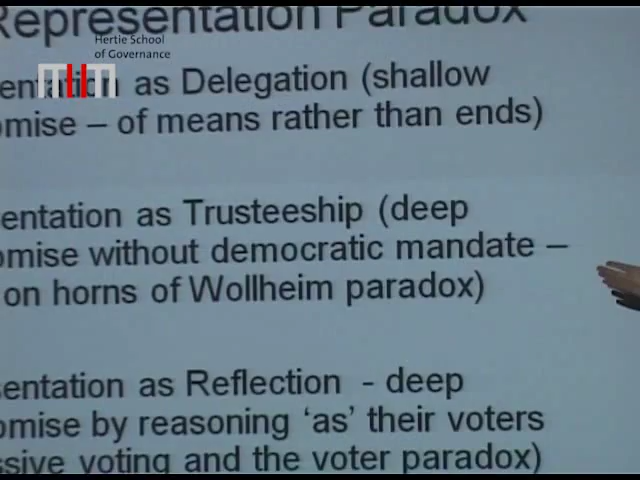 Representation Paradox
Hertie School
of Governance
entation as Delegation (shallow
omise – of means rather than ends)
sentation as Trusteeship (deep
omise without democratic mandate –
on horns of Wollheim paradox)
sentation as Reflection - deep
omise by reasoning ‘as’ their voters
ssive voting and the voter paradox)